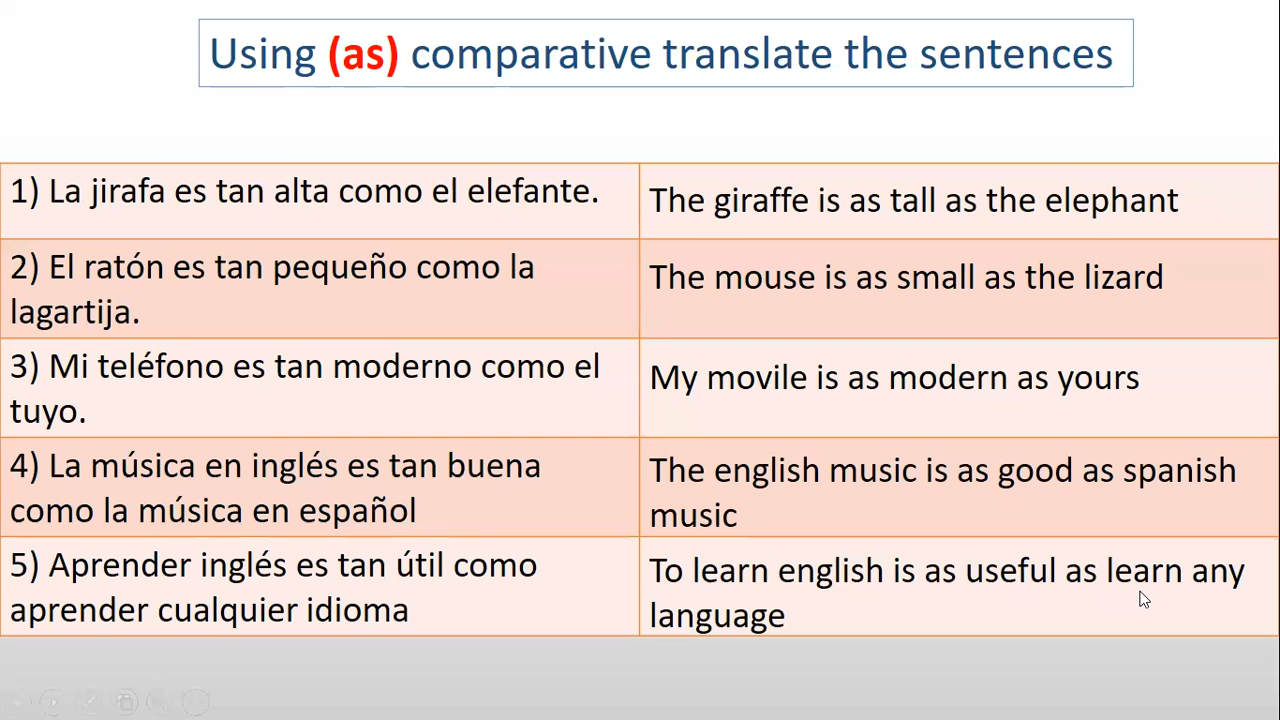 Using (as) comparative translate the sentences
1) La jirafa es tan alta como el elefante.
The giraffe is as tall as the elephant
2) El ratón es tan pequeño como la
lagartija.
The mouse is as small as the lizard
3) Mi teléfono es tan moderno como el
tuyo.
My movile is as modern as yours
4) La música en inglés es tan buena
como la música en español
The english music is as good as spanish
music
5) Aprender inglés es tan útil como
aprender cualquier idioma
To learn english is as useful as learn any
language